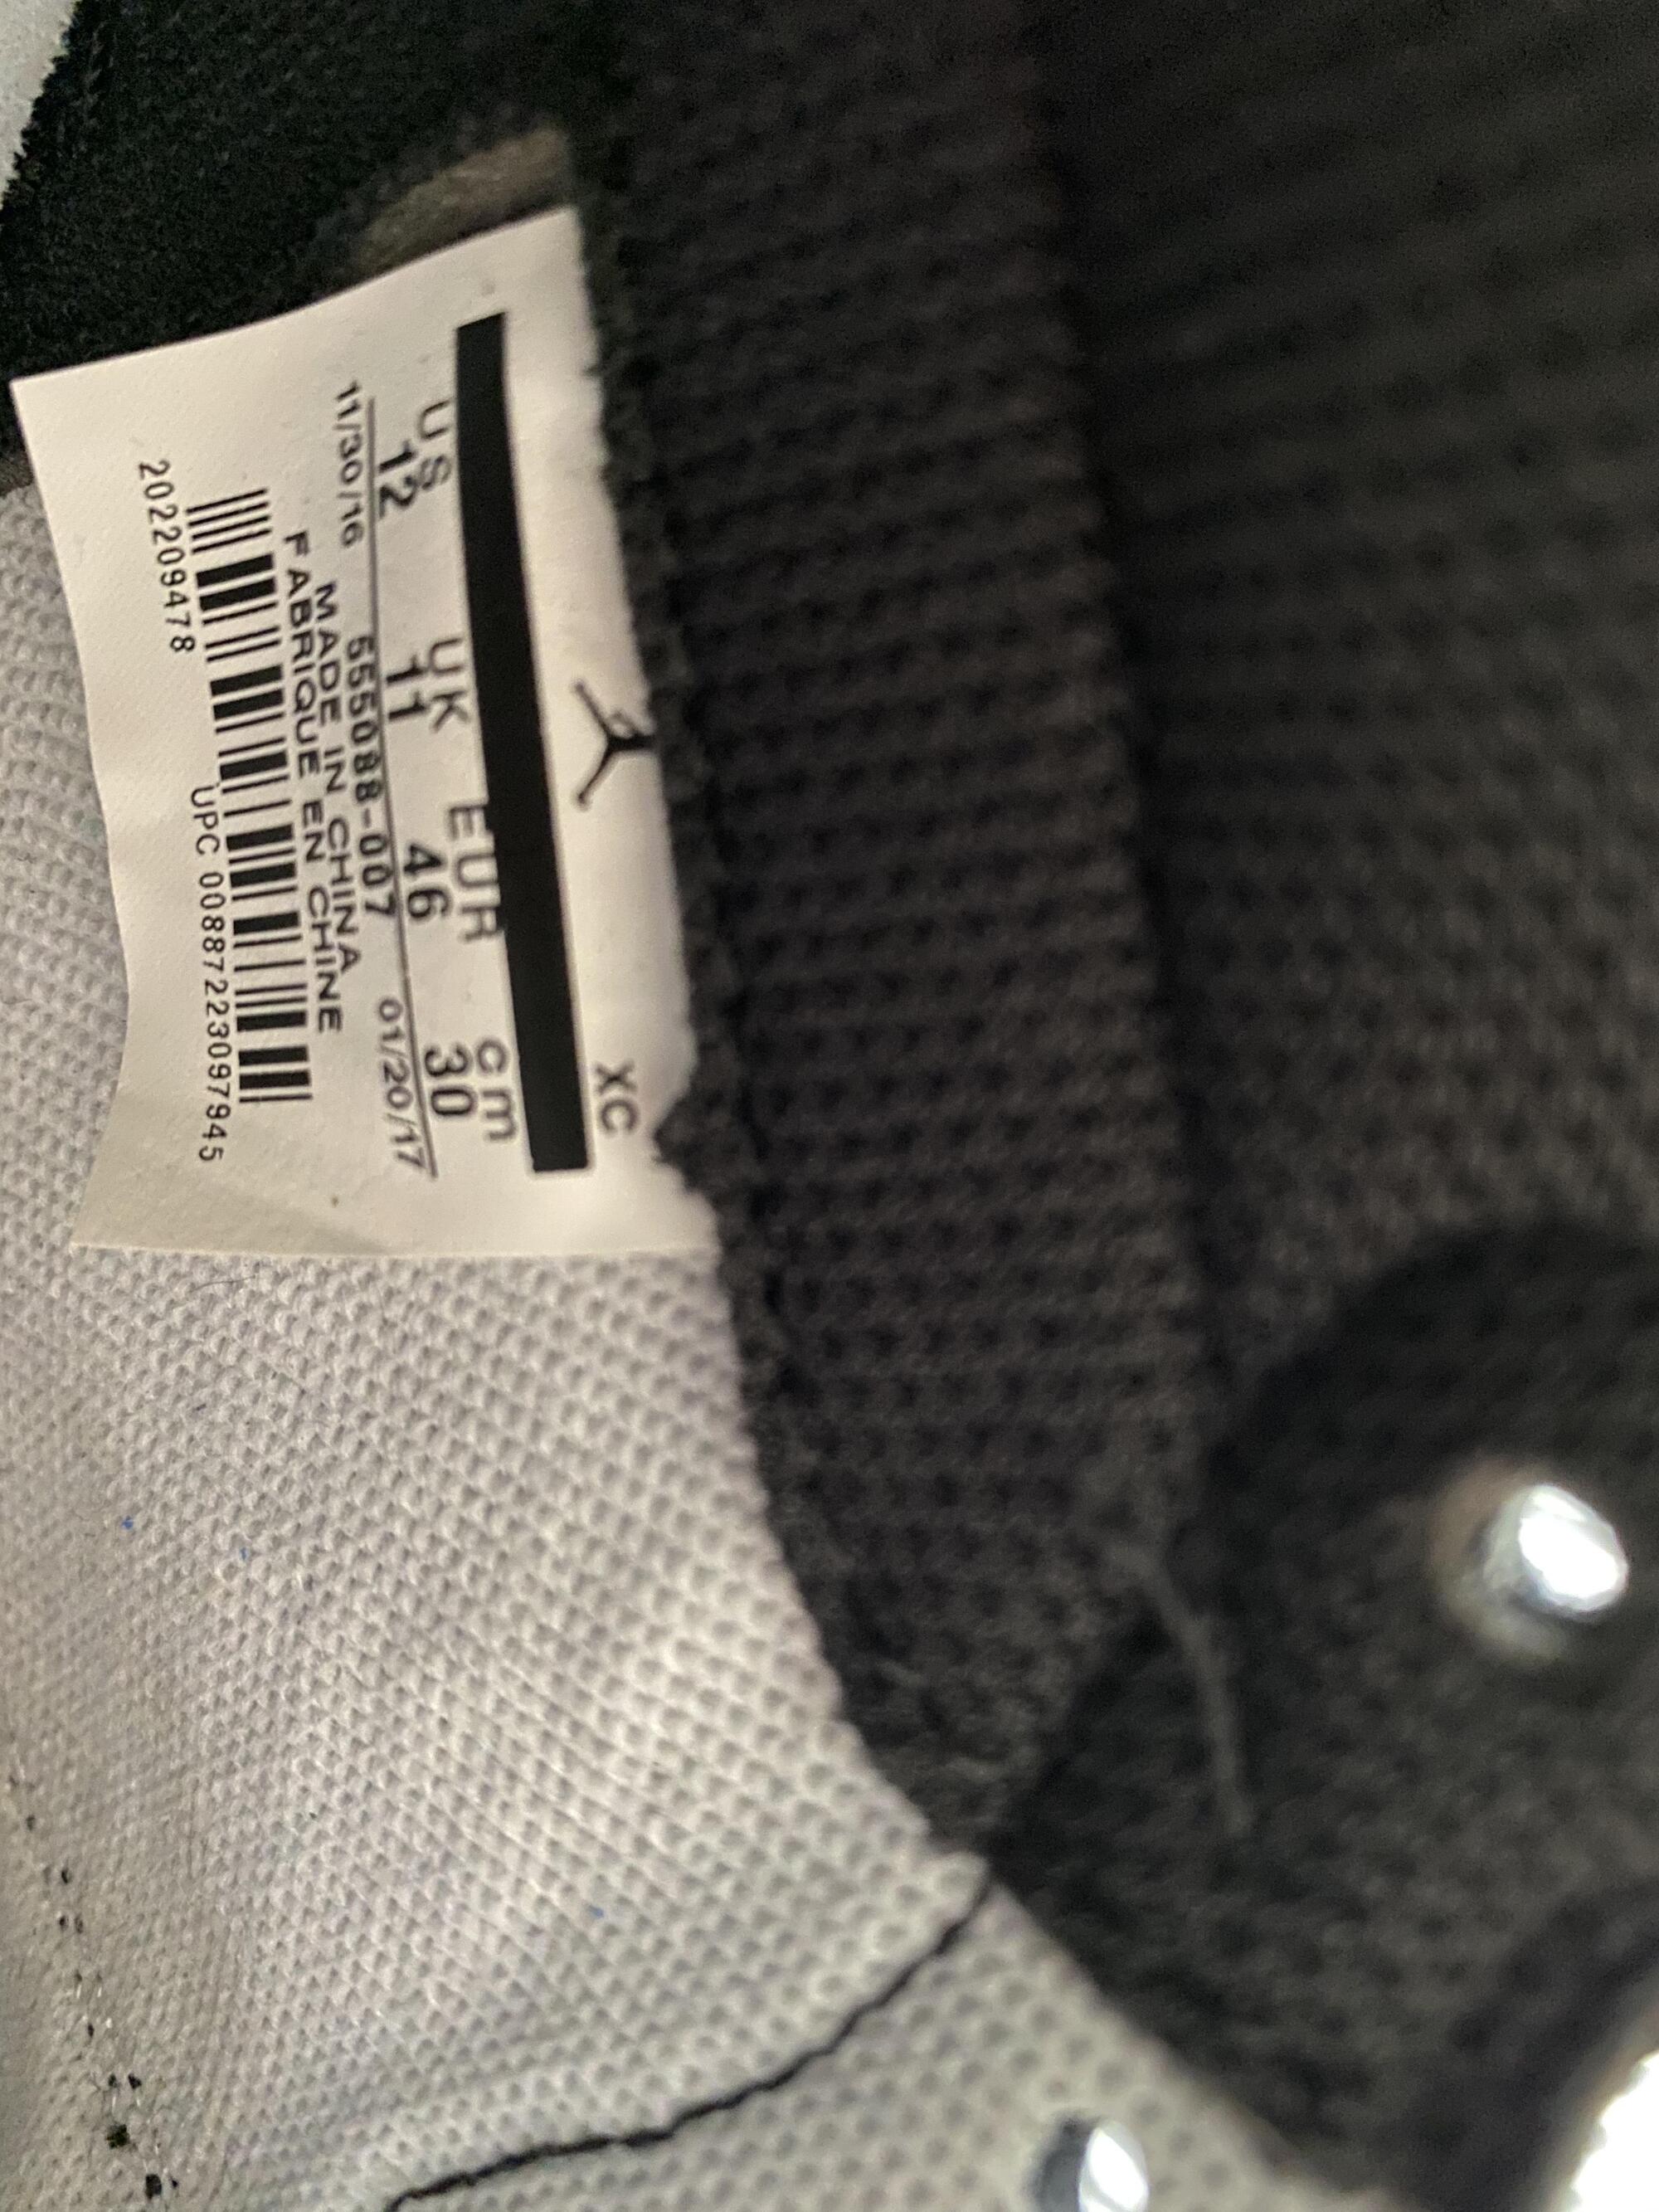 XC
US UK EUR cm
12 11 46 30
11/30/16 555088-007 01/20/17
MADE IN CHINA
FABRIQUE EN CHINE
2022209478 UPC 00887223097945